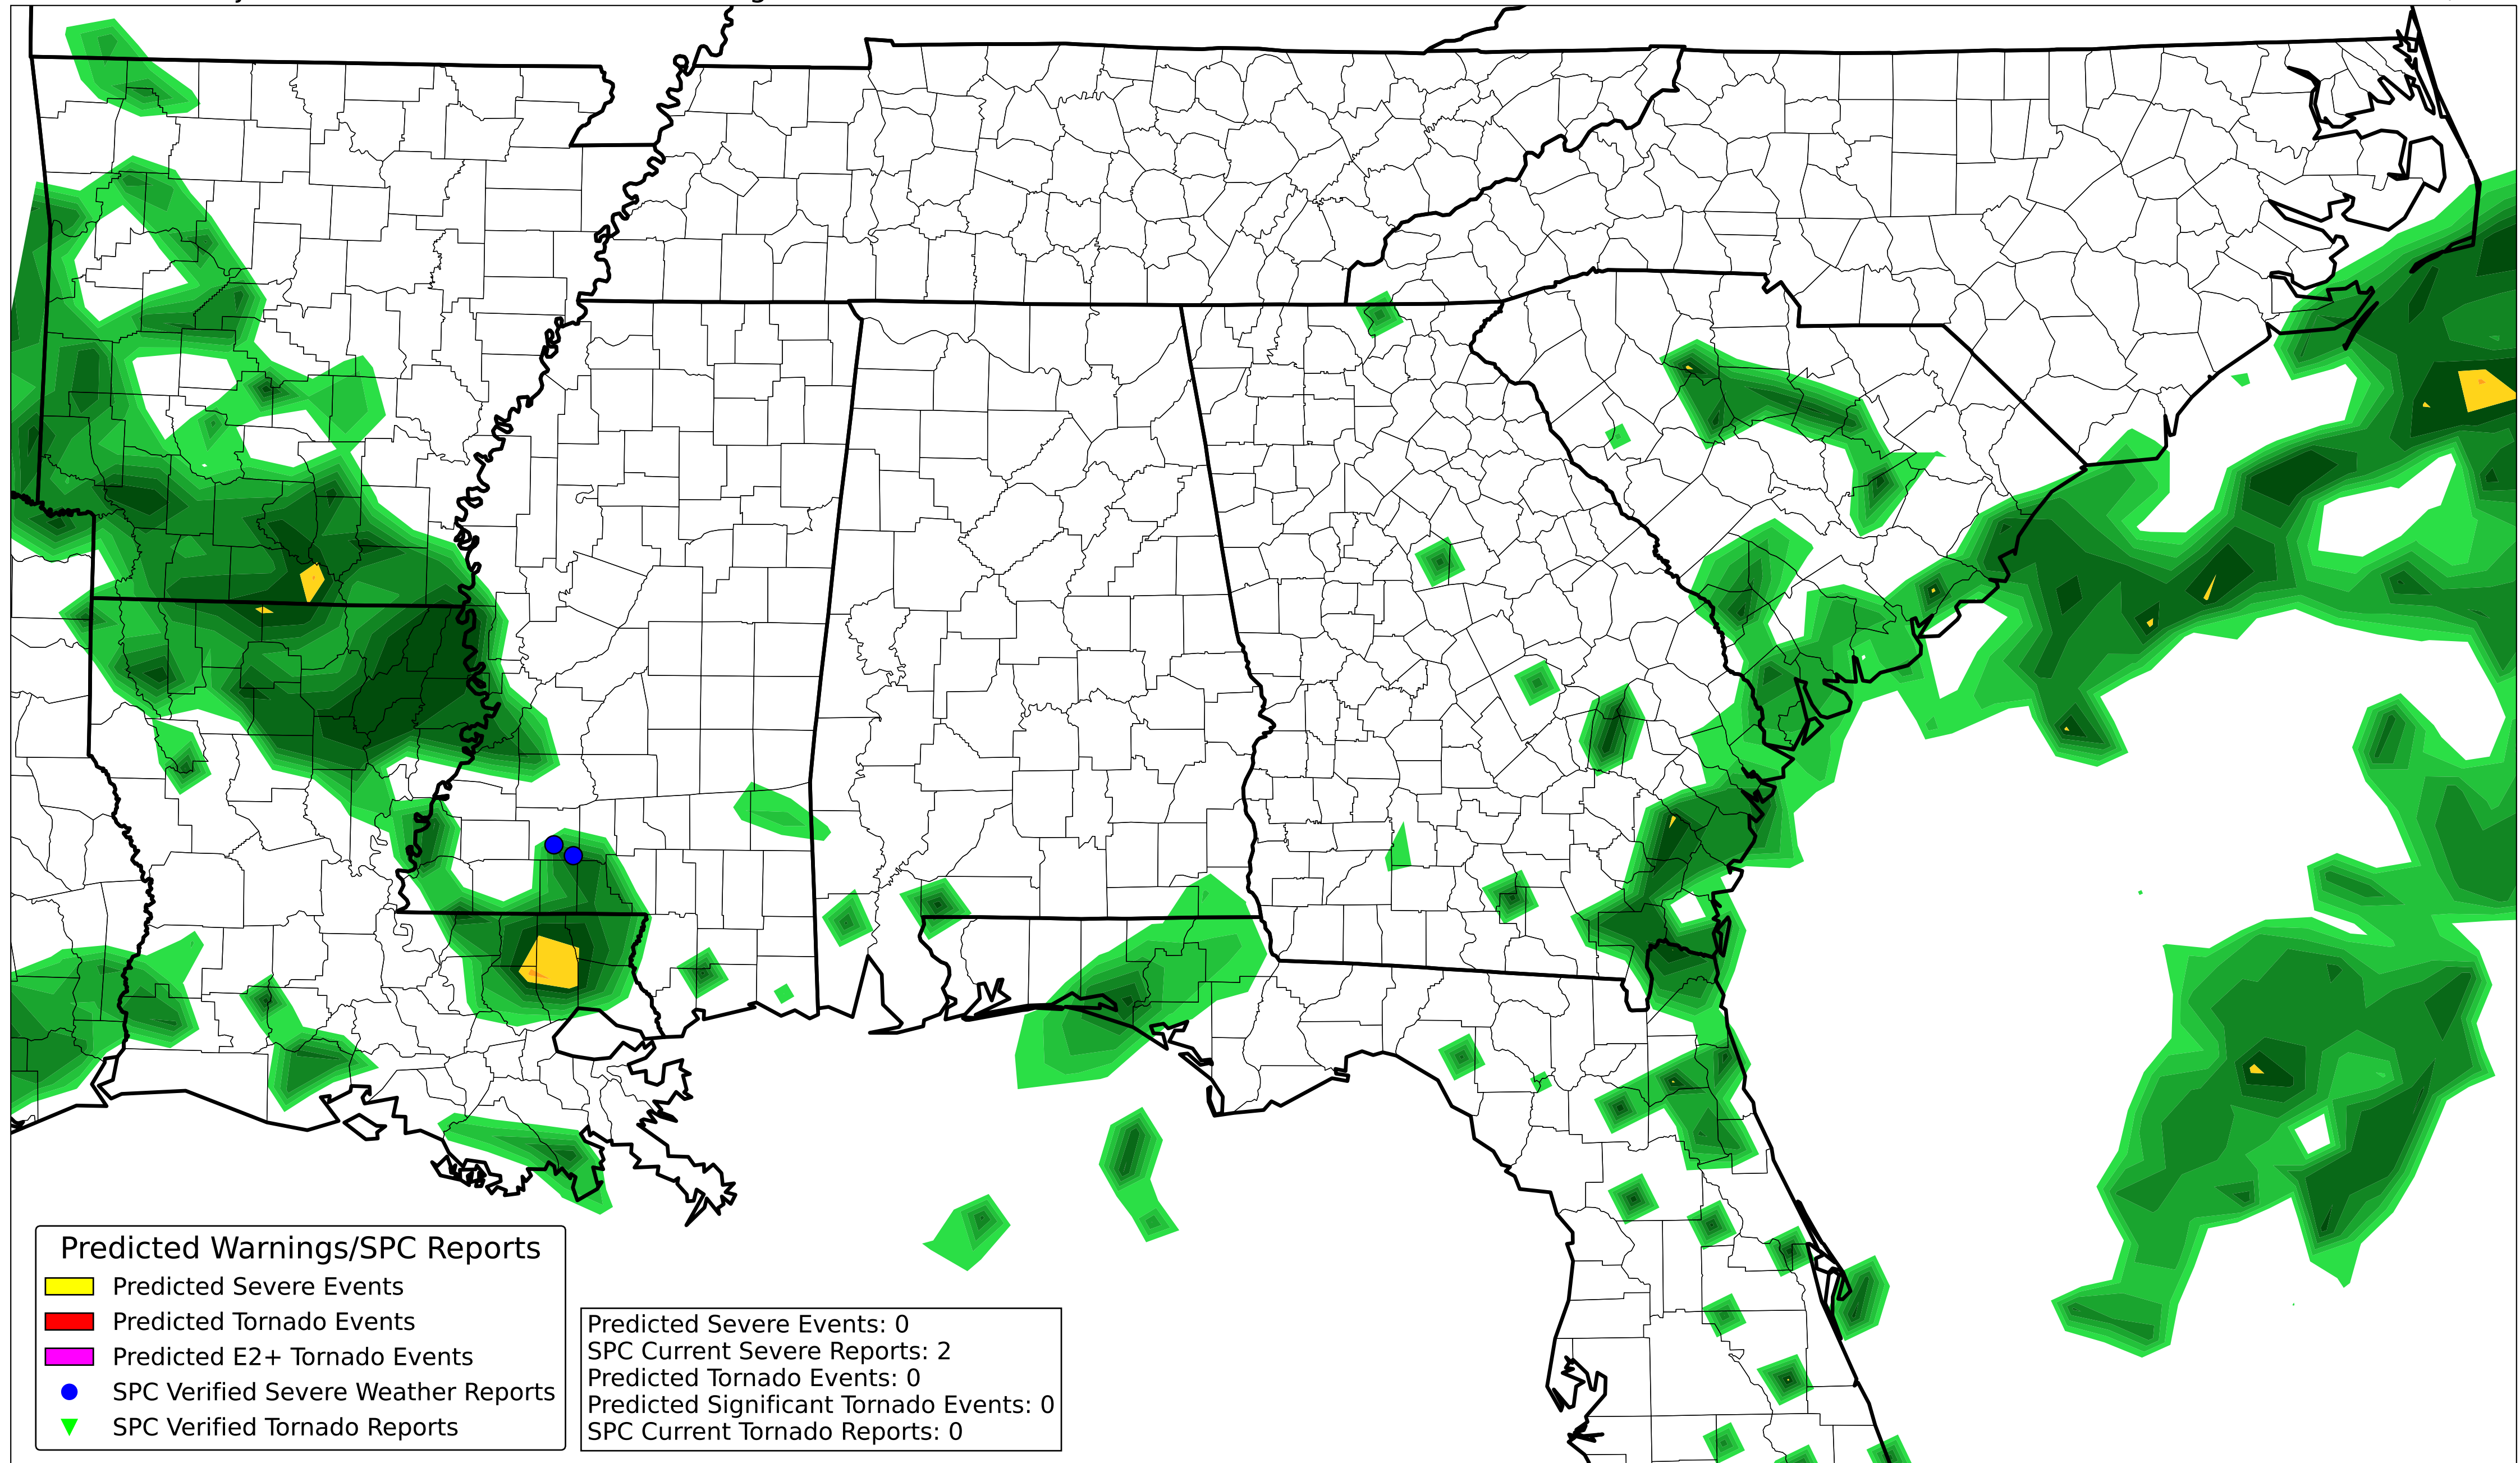 Predicted Warnings/SPC Reports
Predicted Severe Events
Predicted Tornado Events
Predicted E2+ Tornado Events
SPC Verified Severe Weather Reports
SPC Verified Tornado Reports
Predicted Severe Events: 0
SPC Current Severe Reports: 2
Predicted Tornado Events: 0
Predicted Significant Tornado Events: 0
SPC Current Tornado Reports: 0